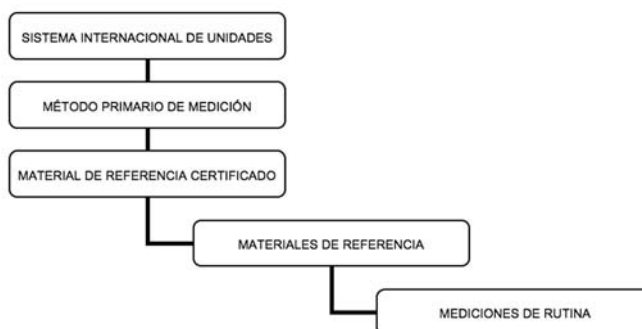 SISTEMA INTERNACIONAL DE UNIDADES
MÉTODO PRIMARIO DE MEDICIÓN
MATERIAL DE REFERENCIA CERTIFICADO
MATERIALES DE REFERENCIA
MEDICIONES DE RUTINA